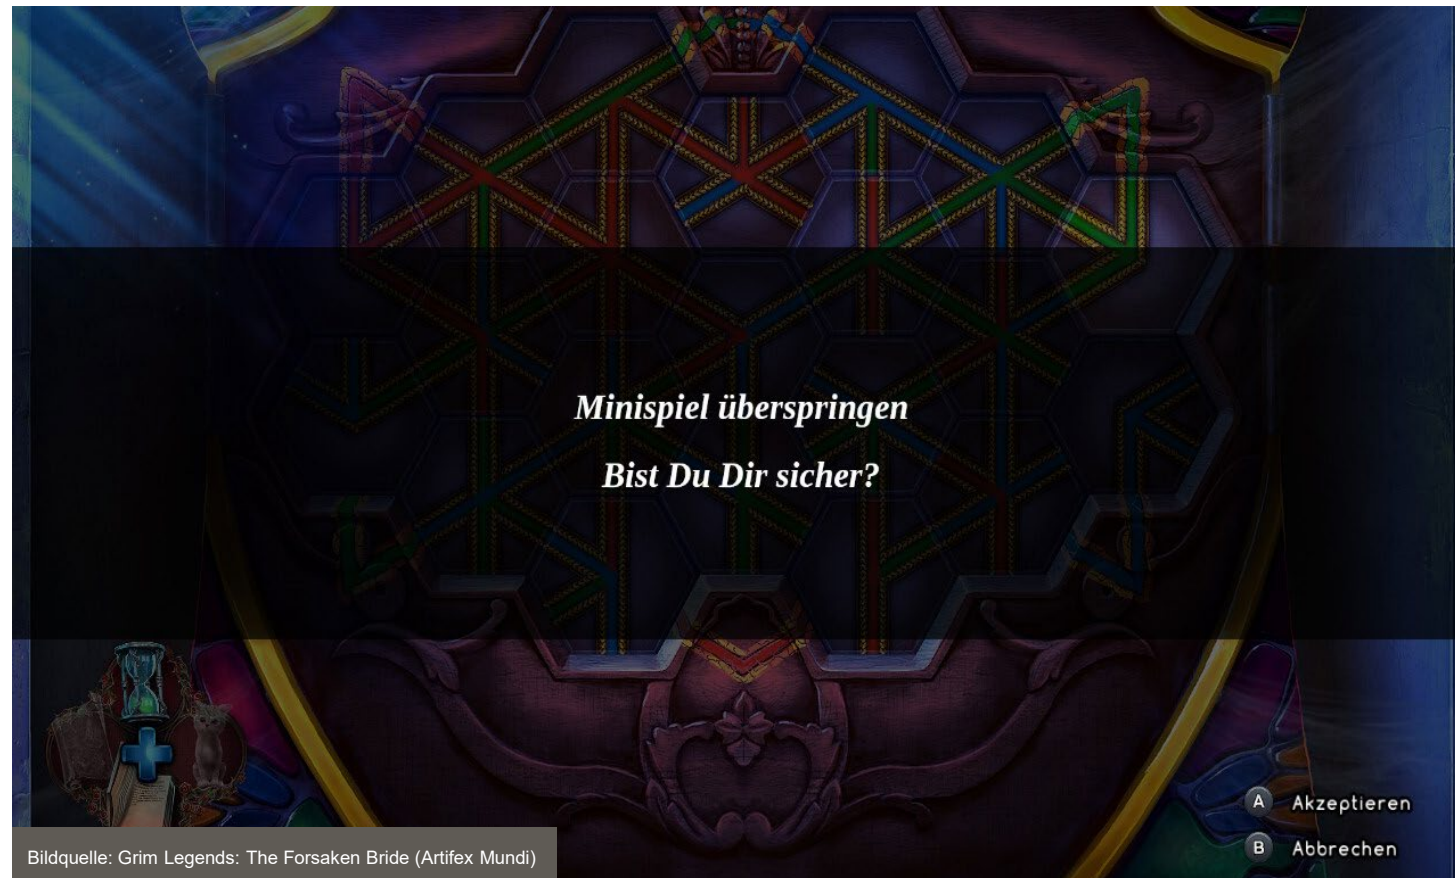 Minispiel überspringen
Bist Du Dir sicher?
A Akzeptieren
B Abbrechen
Bildquelle: Grim Legends: The Forsaken Bride (Artifex Mundi)